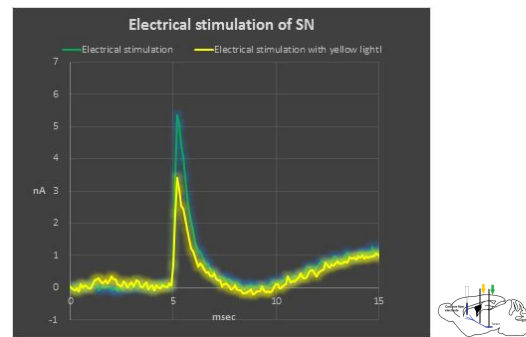 Electrical stimulation of SN
Electrical stimulation Electrical stimulation with yellow lightl
7
6
5
4
nA 3
2
1
0
-1
0 5 10 15
msec